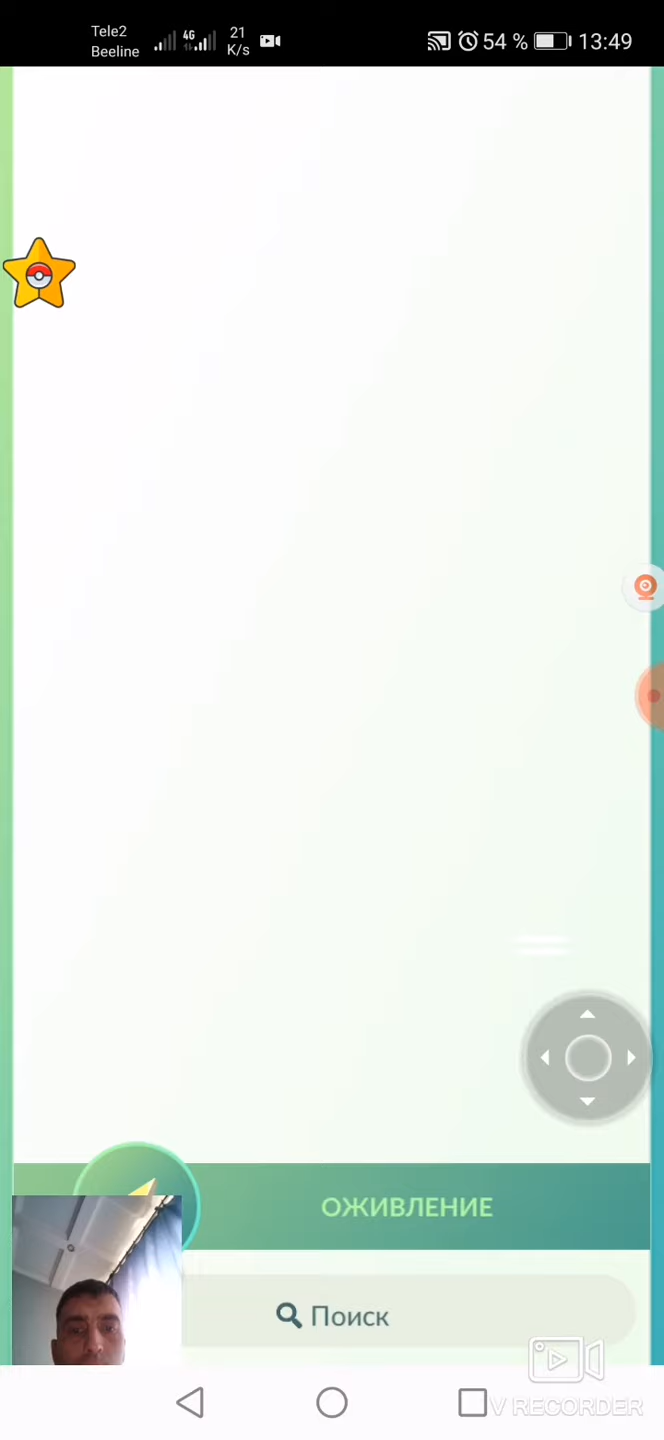 Tele2
Beeline
4G
21
K/s
54 %
13:49
ОЖИВЛЕНИЕ
Поиск
V RECORDER